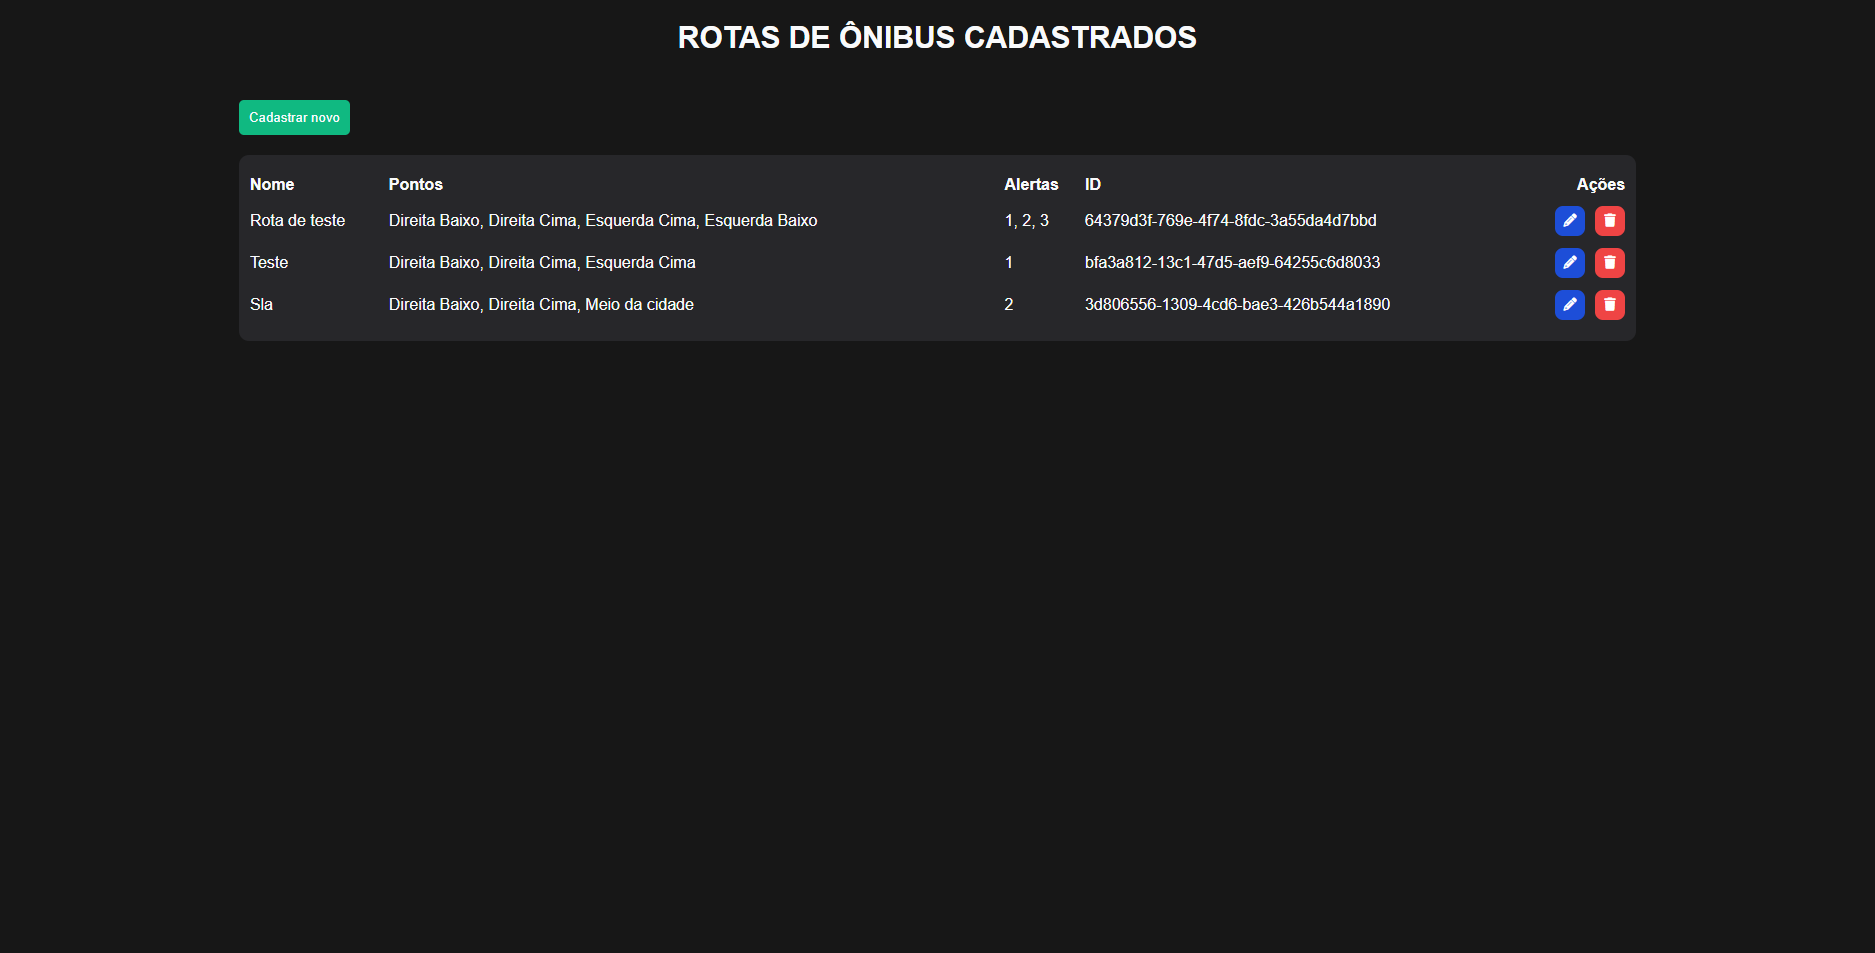 ROTAS DE ÔNIBUS CADASTRADOS
Cadastrar novo
Nome Pontos Alertas ID Ações
Rota de teste Direita Baixo, Direita Cima, Esquerda Cima, Esquerda Baixo 1, 2, 3 64379d3f-769e-4f74-8fdc-3a55da4d7bbd
Teste Direita Baixo, Direita Cima, Esquerda Cima 1 bfa3a812-13c1-47d5-aef9-64255c6d8033
Sla Direita Baixo, Direita Cima, Meio da cidade 2 3d806556-1309-4cd6-bae3-426b544a1890